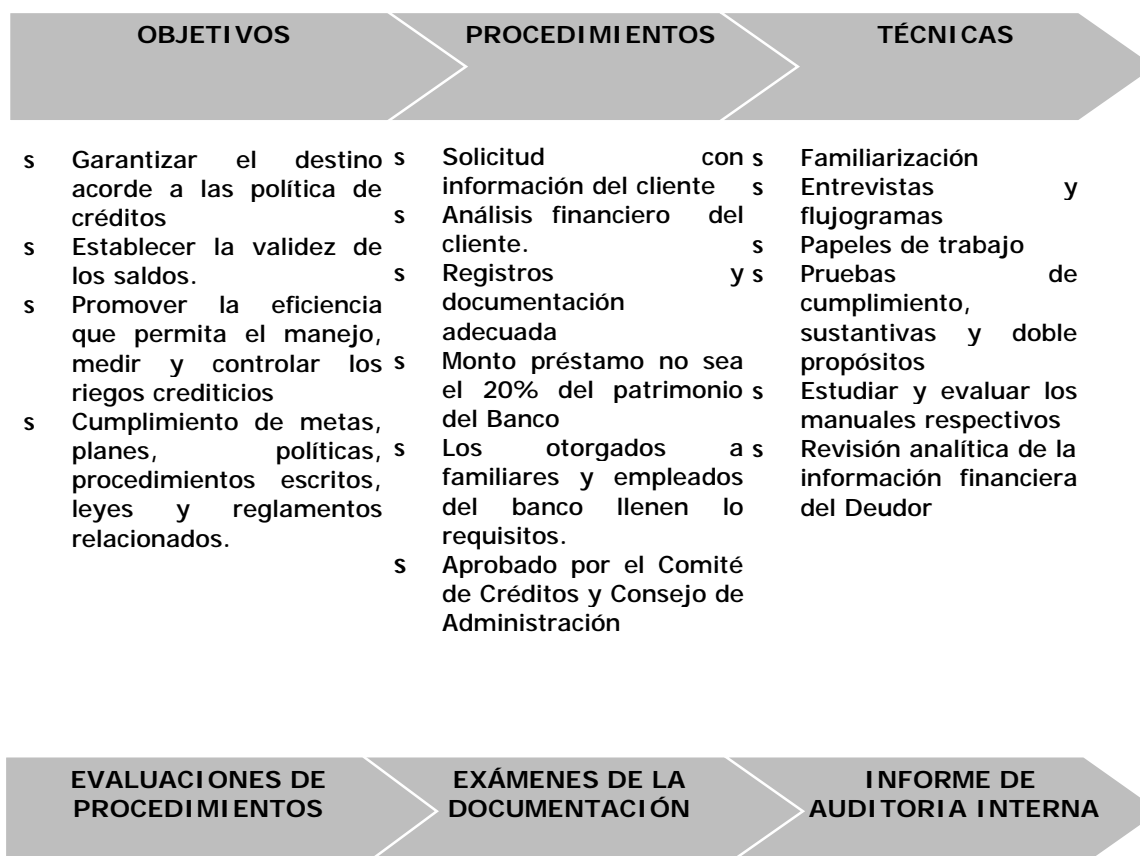 OBJETIVOS
PROCEDIMIENTOS
TÉCNICAS
s Garantizar el destino
acorde a las política de
créditos
s Establecer la validez de
los saldos.
s Promover la eficiencia
que permita el manejo,
medir y controlar los
riegos crediticios
s Cumplimiento de metas,
planes, políticas,
procedimientos escritos,
leyes y reglamentos
relacionados.
s Solicitud con
información del cliente
s Análisis financiero del
cliente.
s Registros y
documentación
adecuada
s Monto préstamo no sea
el 20% del patrimonio
del Banco
s Los otorgados a
familiares y empleados
del banco llenen lo
requisitos.
s Aprobado por el Comité
de Créditos y Consejo de
Administración
s Familiarización
s Entrevistas y
flujogramas
s Papeles de trabajo
s Pruebas de
cumplimiento,
sustantivas y doble
propósitos
s Estudiar y evaluar los
manuales respectivos
s Revisión analítica de la
información financiera
del Deudor
EVALUACIONES DE
PROCEDIMIENTOS
EXÁMENES DE LA
DOCUMENTACIÓN
INFORME DE
AUDITORIA INTERNA